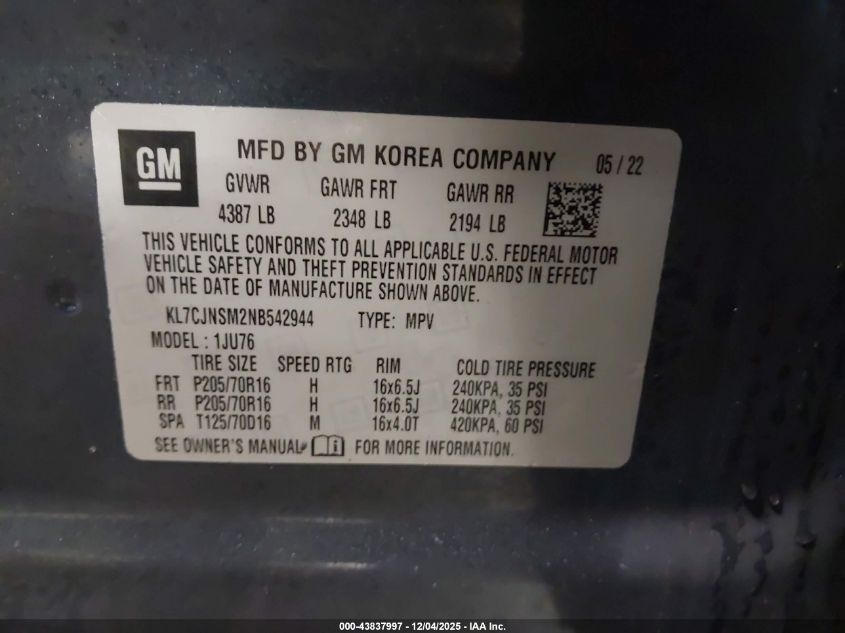 GM
MFD BY GM KOREA COMPANY 05 / 22
GVWR GAWR FRT GAWR RR
4387 LB 2348 LB 2194 LB
THIS VEHICLE CONFORMS TO ALL APPLICABLE U.S. FEDERAL MOTOR
VEHICLE SAFETY AND THEFT PREVENTION STANDARDS IN EFFECT
ON THE DATE OF MANUFACTURE SHOWN ABOVE.
KL7CJNSM2NB542944 TYPE: MPV
MODEL : 1JU76
TIRE SIZE SPEED RTG RIM COLD TIRE PRESSURE
FRT P205/70R16 H 16x6.5J 240KPA, 35 PSI
RR P205/70R16 H 16x6.5J 240KPA, 35 PSI
SPA T125/70D16 M 16x4.0T 420KPA, 60 PSI
SEE OWNER'S MANUAL FOR MORE INFORMATION.
000-43837997 - 12/04/2025 - IAA Inc.